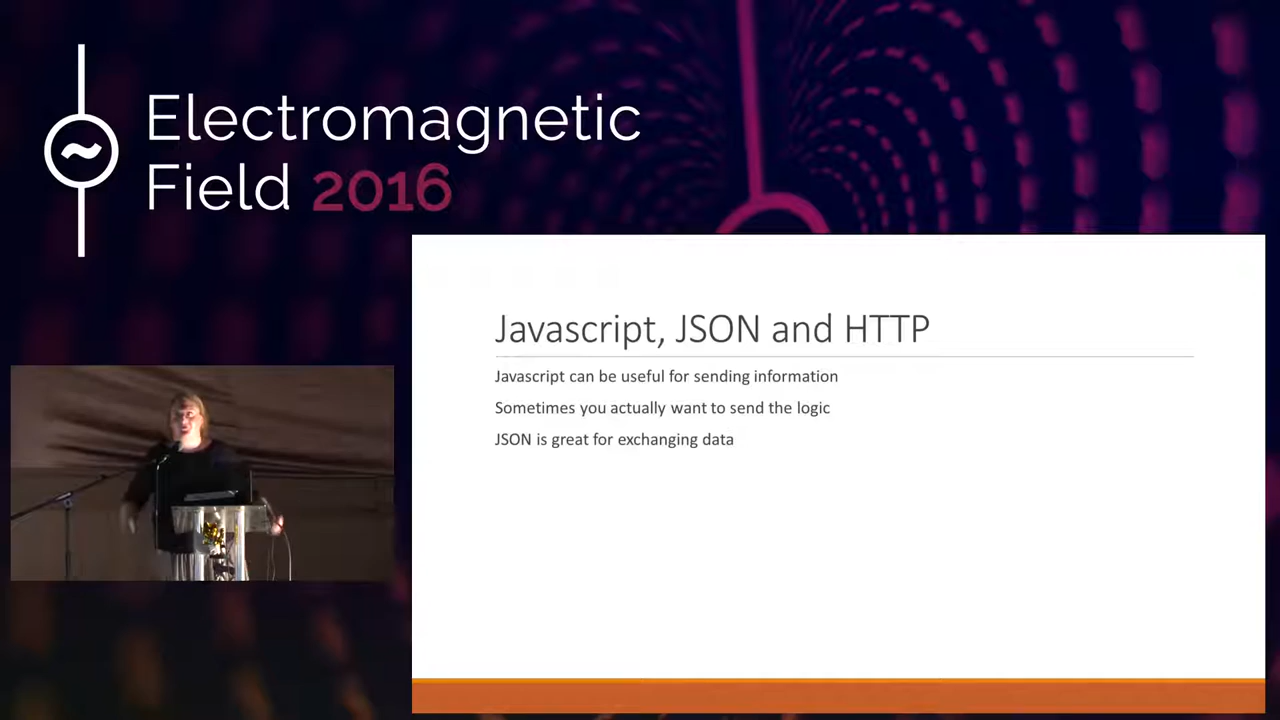 Electromagnetic
Field 2016
Javascript, JSON and HTTP
Javascript can be useful for sending information
Sometimes you actually want to send the logic
JSON is great for exchanging data